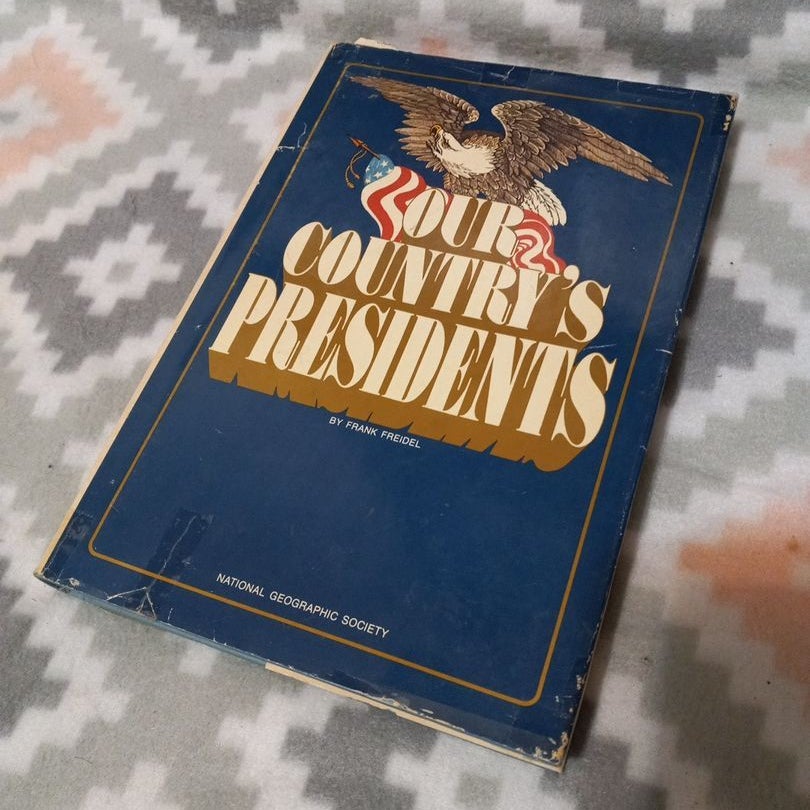 OUR
COUNTRY'S
PRESIDENTS
BY FRANK FREIDEL
NATIONAL GEOGRAPHIC SOCIETY